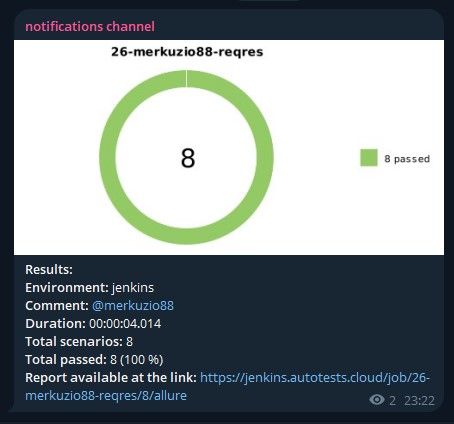 notifications channel
26-merkuzio88-reqres
8
8 passed
Results:
Environment: jenkins
Comment: @merkuzio88
Duration: 00:00:04.014
Total scenarios: 8
Total passed: 8 (100 %)
Report available at the link: https://jenkins.autotests.cloud/job/26-
merkuzio88-reqres/8/allure
2 23:22